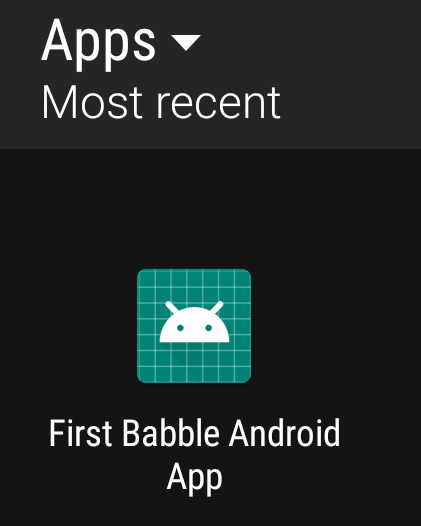 Apps
Most recent
First Babble Android
App